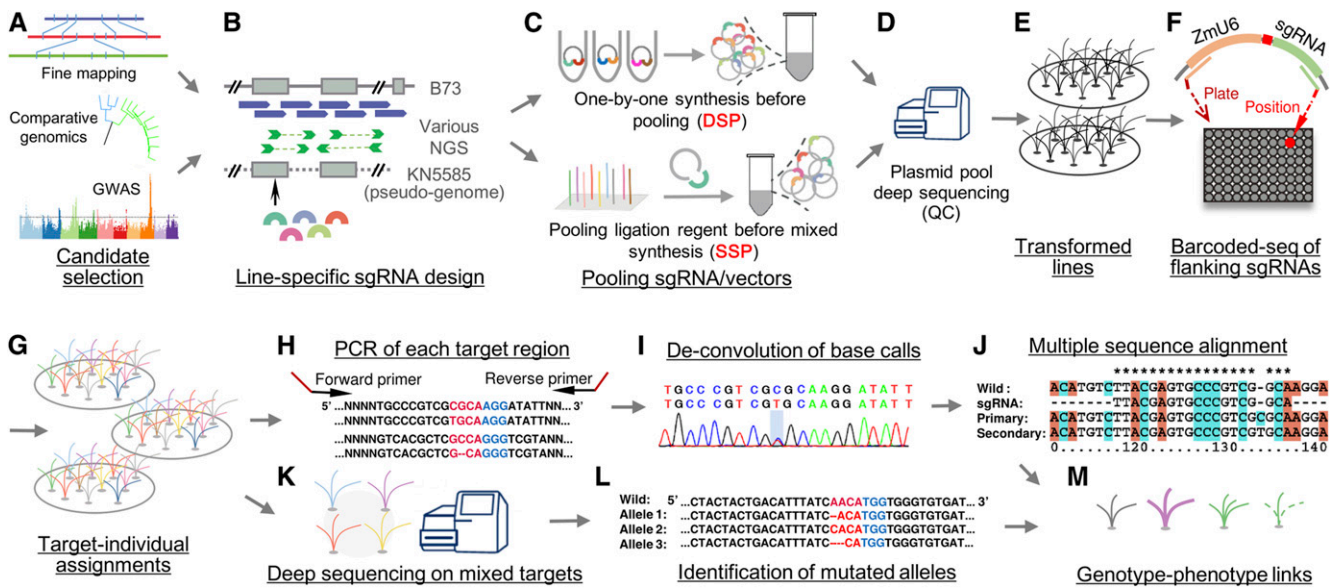 A
Fine mapping
Comparative
genomics
GWAS
Candidate
selection
B
B73
Various
NGS
KN5585
(pseudo-genome)
Line-specific sgRNA design
C
One-by-one synthesis before
pooling (DSP)
Pooling ligation regent before mixed
synthesis (SSP)
Pooling sgRNA/vectors
D
Plasmid pool
deep sequencing
(QC)
E
Transformed
lines
F
ZmU6
sgRNA
Plate
Position
Barcoded-seq of
flanking sgRNAs
G
Target-individual
assignments
H
PCR of each target region
Forward primer
Reverse primer
5' ...NNNNTGCCCGTCGCGCAAGGATATTNN... 3'
...NNNNTGCCCGTCGTGCAAGGATATTNN...
...NNNNGTCACGCTCGCCAGGGTCGTANN...
...NNNNGTCACGCTCG--CAGGGTCGTANN...
I
De-convolution of base calls
TGCCCGTCGCGCAAGGATATT
TGCCCGTCGTGCAAGGATATT
J
Multiple sequence alignment
**************** ***
Wild : ACATGTCTTACGAGTGCCCGTCG-GCAAGGA
sgRNA: -------TTACGAGTGCCCGTCG-GCA----
Primary: ACATGTCTTACGAGTGCCCGTCGCGCAAGGA
Secondary: ACATGTCTTACGAGTGCCCGTCGTGCAAGGA
0.......120.......130.......140
K
Deep sequencing on mixed targets
L
Wild: 5' ...CTACTACTGACATTTATCAACATGGTGGGTGTGAT... 3'
Allele 1: ...CTACTACTGACATTTATC-ACATGGTGGGTGTGAT...
Allele 2: ...CTACTACTGACATTTATCCACATGGTGGGTGTGAT...
Allele 3: ...CTACTACTGACATTTATC----CATGGTGGGTGTGAT...
Identification of mutated alleles
M
Genotype-phenotype links